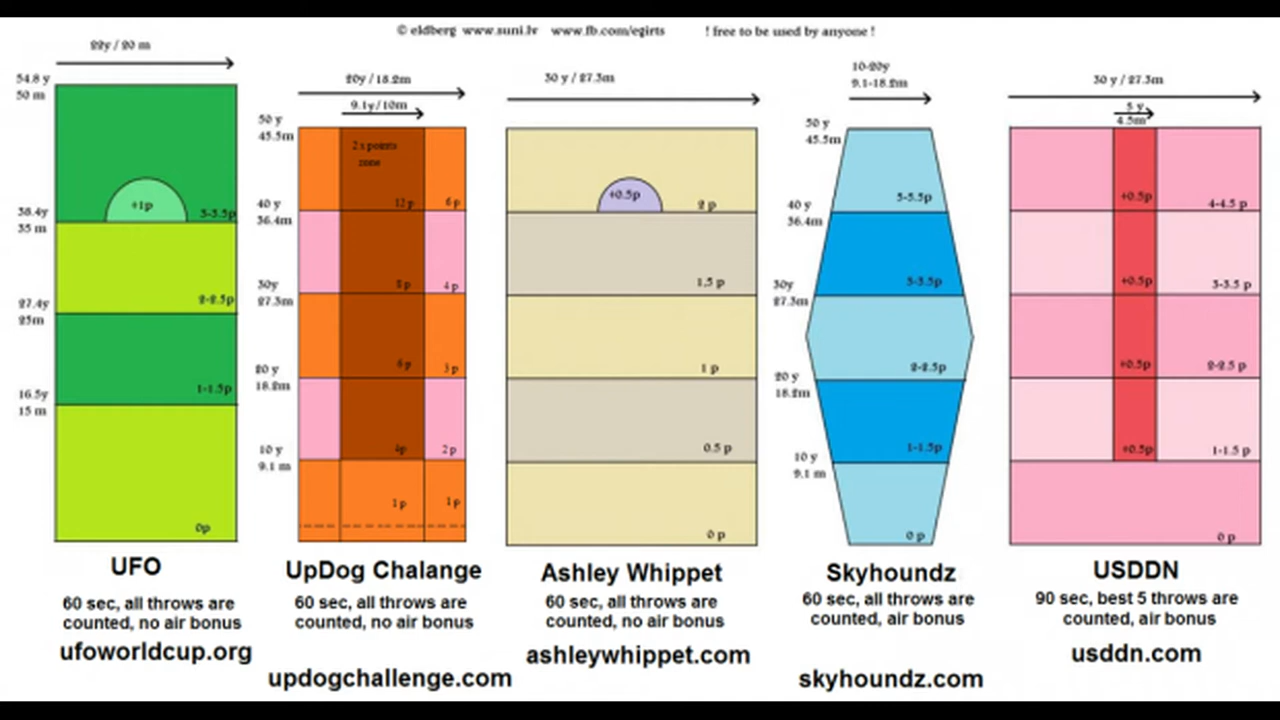 © eldberg www.suni.lv www.fb.com/egirts ! free to be used by anyone !
22y / 20 m
54.8 y
50 m
+1p
38.4y
35 m
3-3.5p
27.4y
25m
2-2.5p
1-1.5p
16.5y
15 m
0p
UFO
60 sec, all throws are
counted, no air bonus
ufoworldcup.org
20y / 18.2m
9.1y/10m
50 y
45.5m
2 x points
zone
40 y
36.4m
12 p
6 p
30y
27.3m
8 p
4 p
20 y
18.2m
6 p
3 p
10 y
9.1 m
4p
2 p
1 p
1 p
UpDog Chalange
60 sec, all throws are
counted, no air bonus
updogchallenge.com
30 y / 27.3m
+0.5p
2 p
1,5 p
1 p
0.5 p
0 p
Ashley Whippet
60 sec, all throws are
counted, no air bonus
ashleywhippet.com
10-20y
9.1-18.2m
50 y
45.5m
40 y
36.4m
5-5.5p
30y
27.3m
3-3.5p
20 y
18.2m
2-2.5p
10 y
9.1 m
1-1.5p
0 p
Skyhoundz
60 sec, all throws are
counted, air bonus
skyhoundz.com
30 y / 27.3m
5 y
4.5m
+0.5p
4-4.5 p
+0.5p
3-3.5 p
+0.5p
2-2.5 p
+0.5p
1-1.5 p
0 p
USDDN
90 sec, best 5 throws are
counted, air bonus
usddn.com